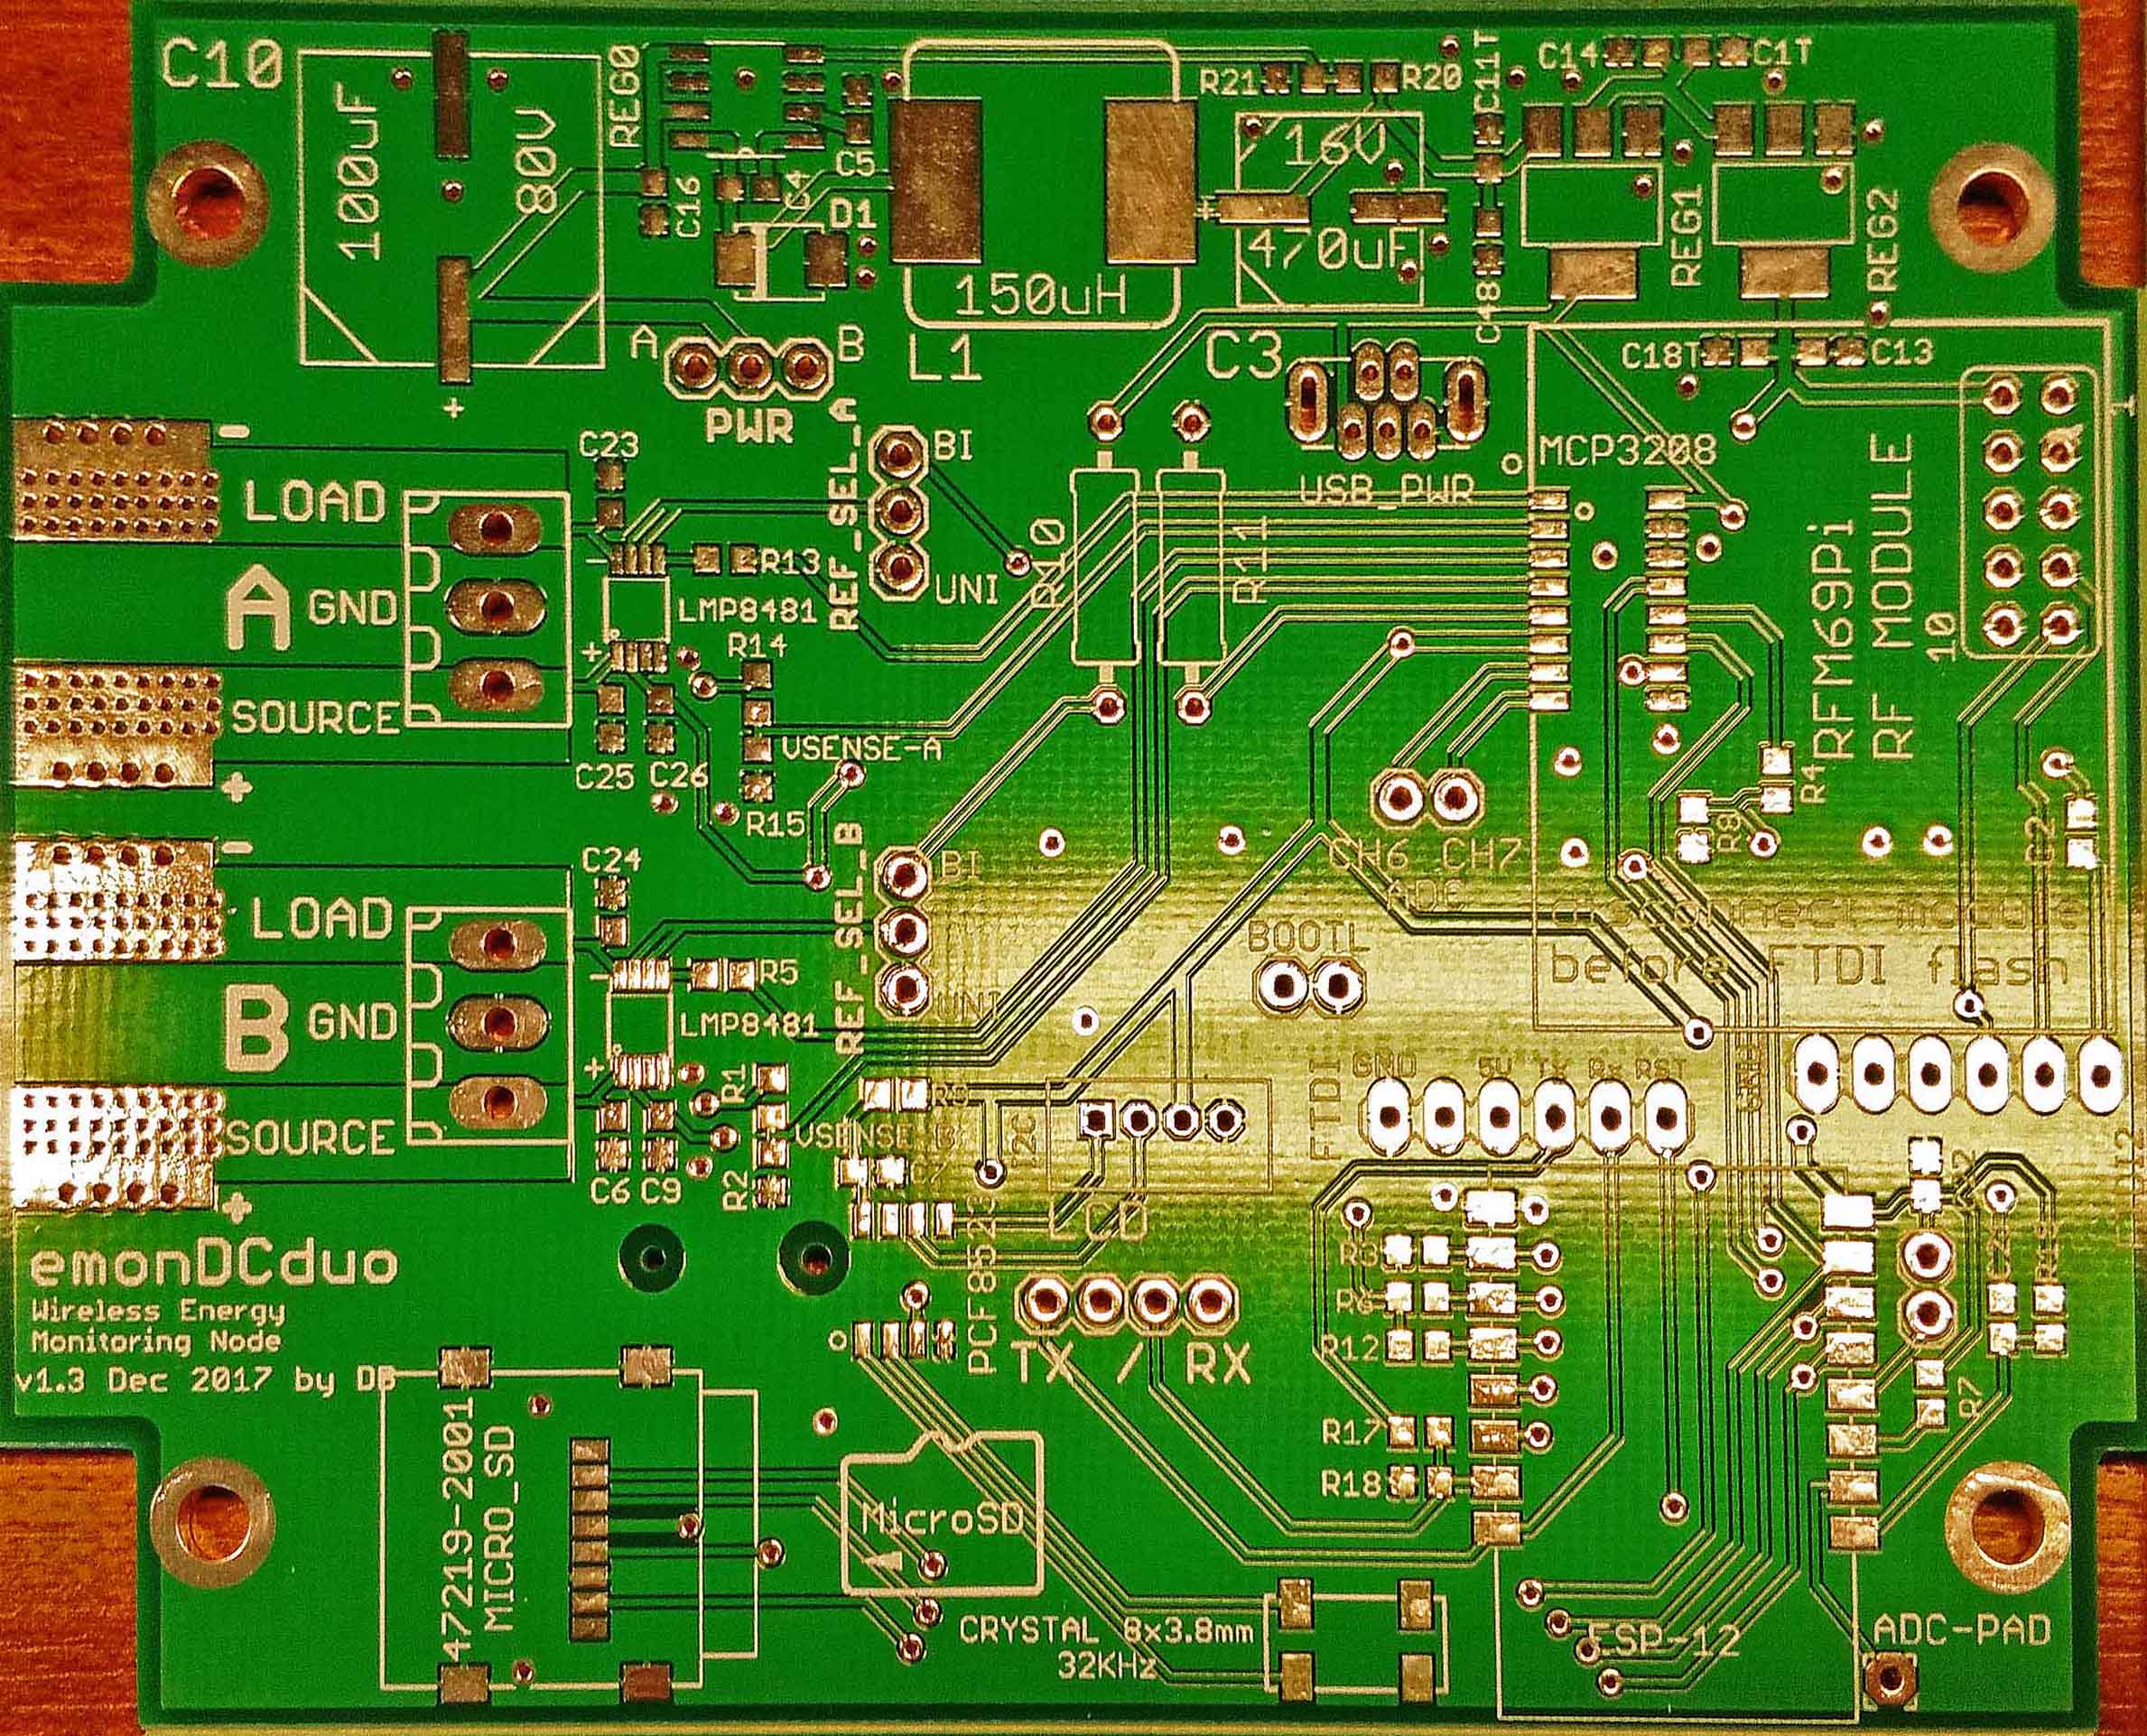 C10
100uF
80V
REG0
C16
C4
C5
D1
150uH
L1
R21
R20
C11T
C14
C1T
16V
470uF
C48
REG1
REG2
C3
C18T
C13
A
B
PWR
+
-
LOAD
A GND
SOURCE
+
C23
R13
LMP8481
R14
-
+
C25 C26
VSENSE-A
R15
REF_SEL_A
BI
UNI
R10
R11
USB_PWR
MCP3208
RFM69Pi
RF MODULE
10
R4
R8
C2
CH6 CH7
ADC
disconnect module
before FTDI flash
BOOTL
-
LOAD
B GND
SOURCE
+
C24
R5
LMP8481
-
+
R1
R2
C6 C9
VSENSE-B
REF_SEL_B
BI
UNI
R9
I2C
LCD
FTDI
GND 5V Tx Rx RST
PCF8523
TX / RX
R3
R6
R12
R17
R18
R7
emonDCduo
Wireless Energy
Monitoring Node
v1.3 Dec 2017 by DB
47219-2001
MICRO_SD
MicroSD
CRYSTAL 8x3.8mm
32KHz
ESP-12
ADC-PAD